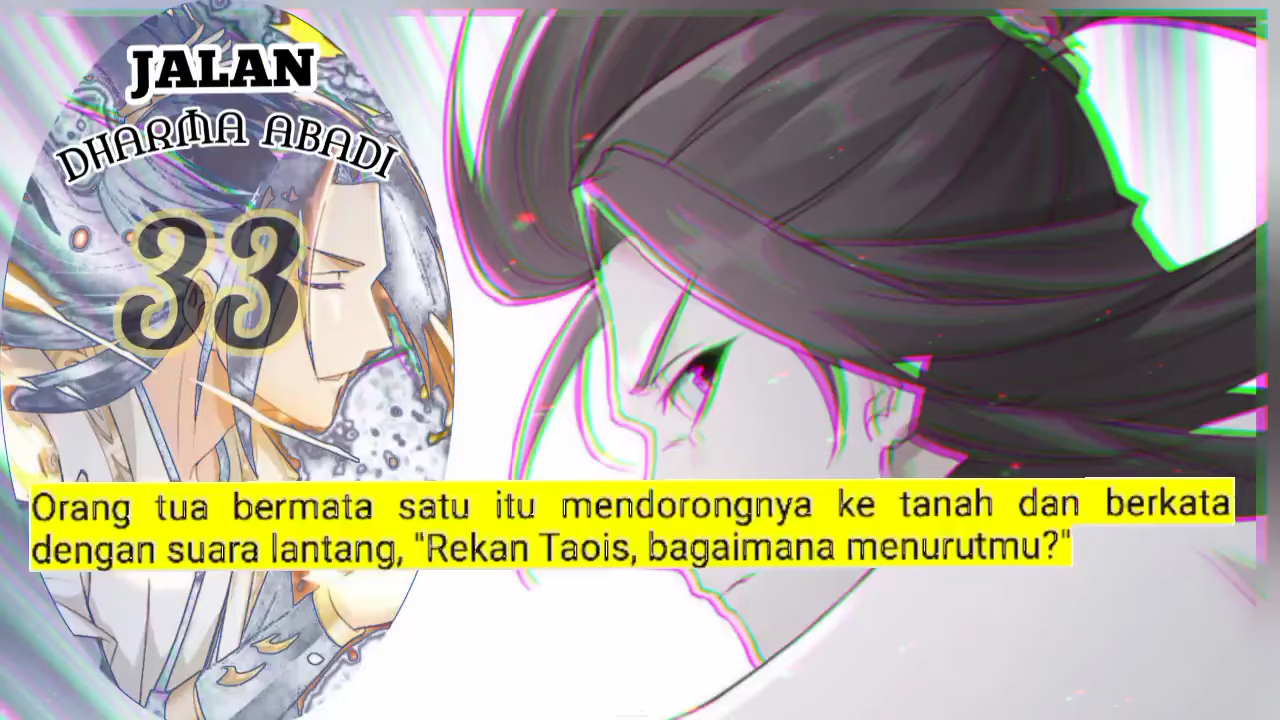 JALAN
DHARMA ABADI
33
Orang tua bermata satu itu mendorongnya ke tanah dan berkata
dengan suara lantang, "Rekan Taois, bagaimana menurutmu?"